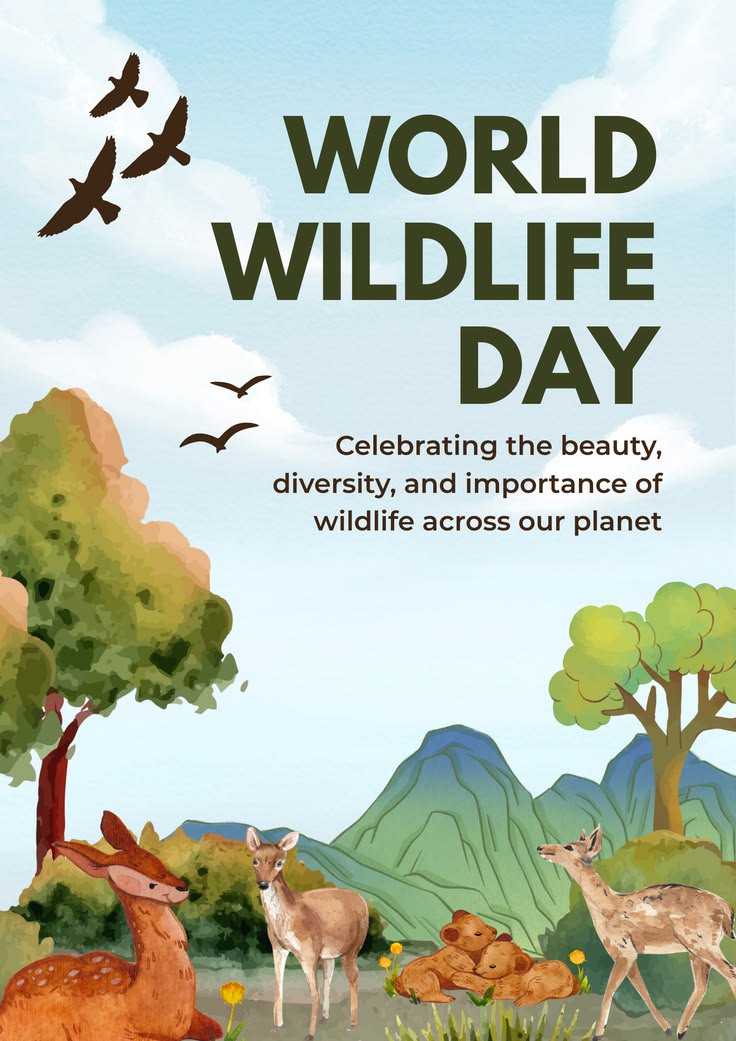 WORLD
WILDLIFE
DAY
Celebrating the beauty,
diversity, and importance of
wildlife across our planet